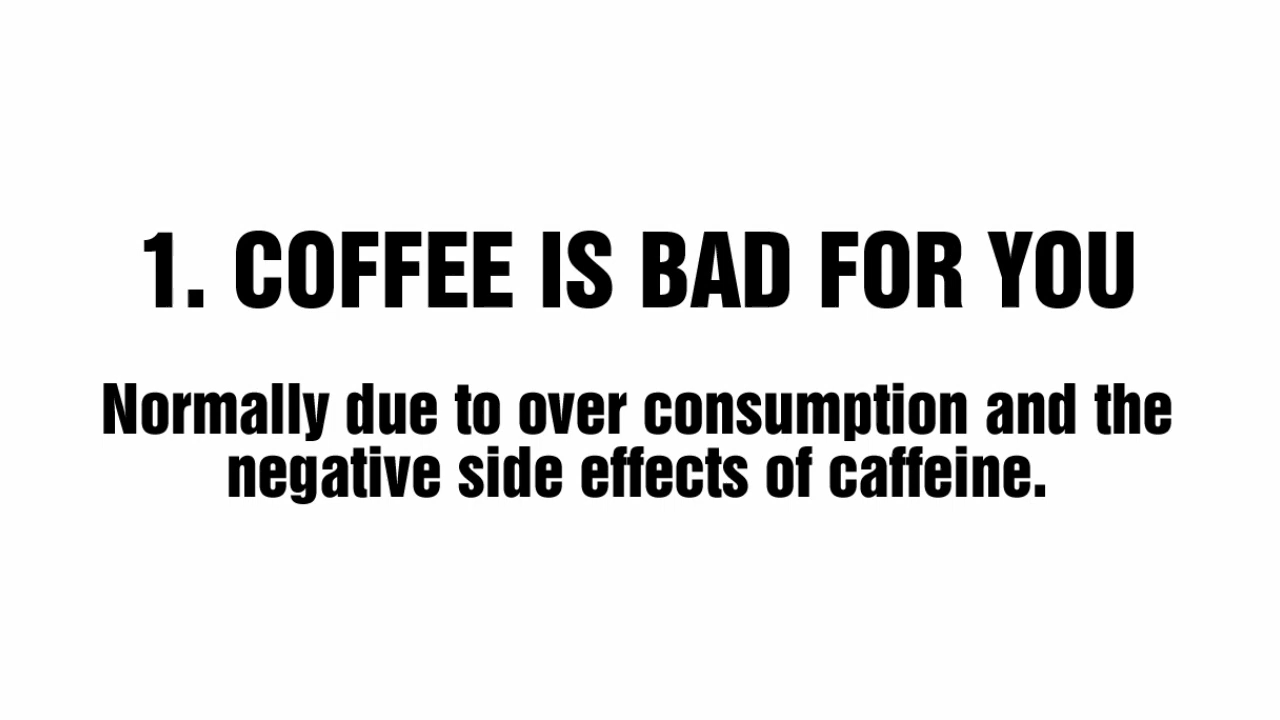 1. COFFEE IS BAD FOR YOU
Normally due to over consumption and the
negative side effects of caffeine.